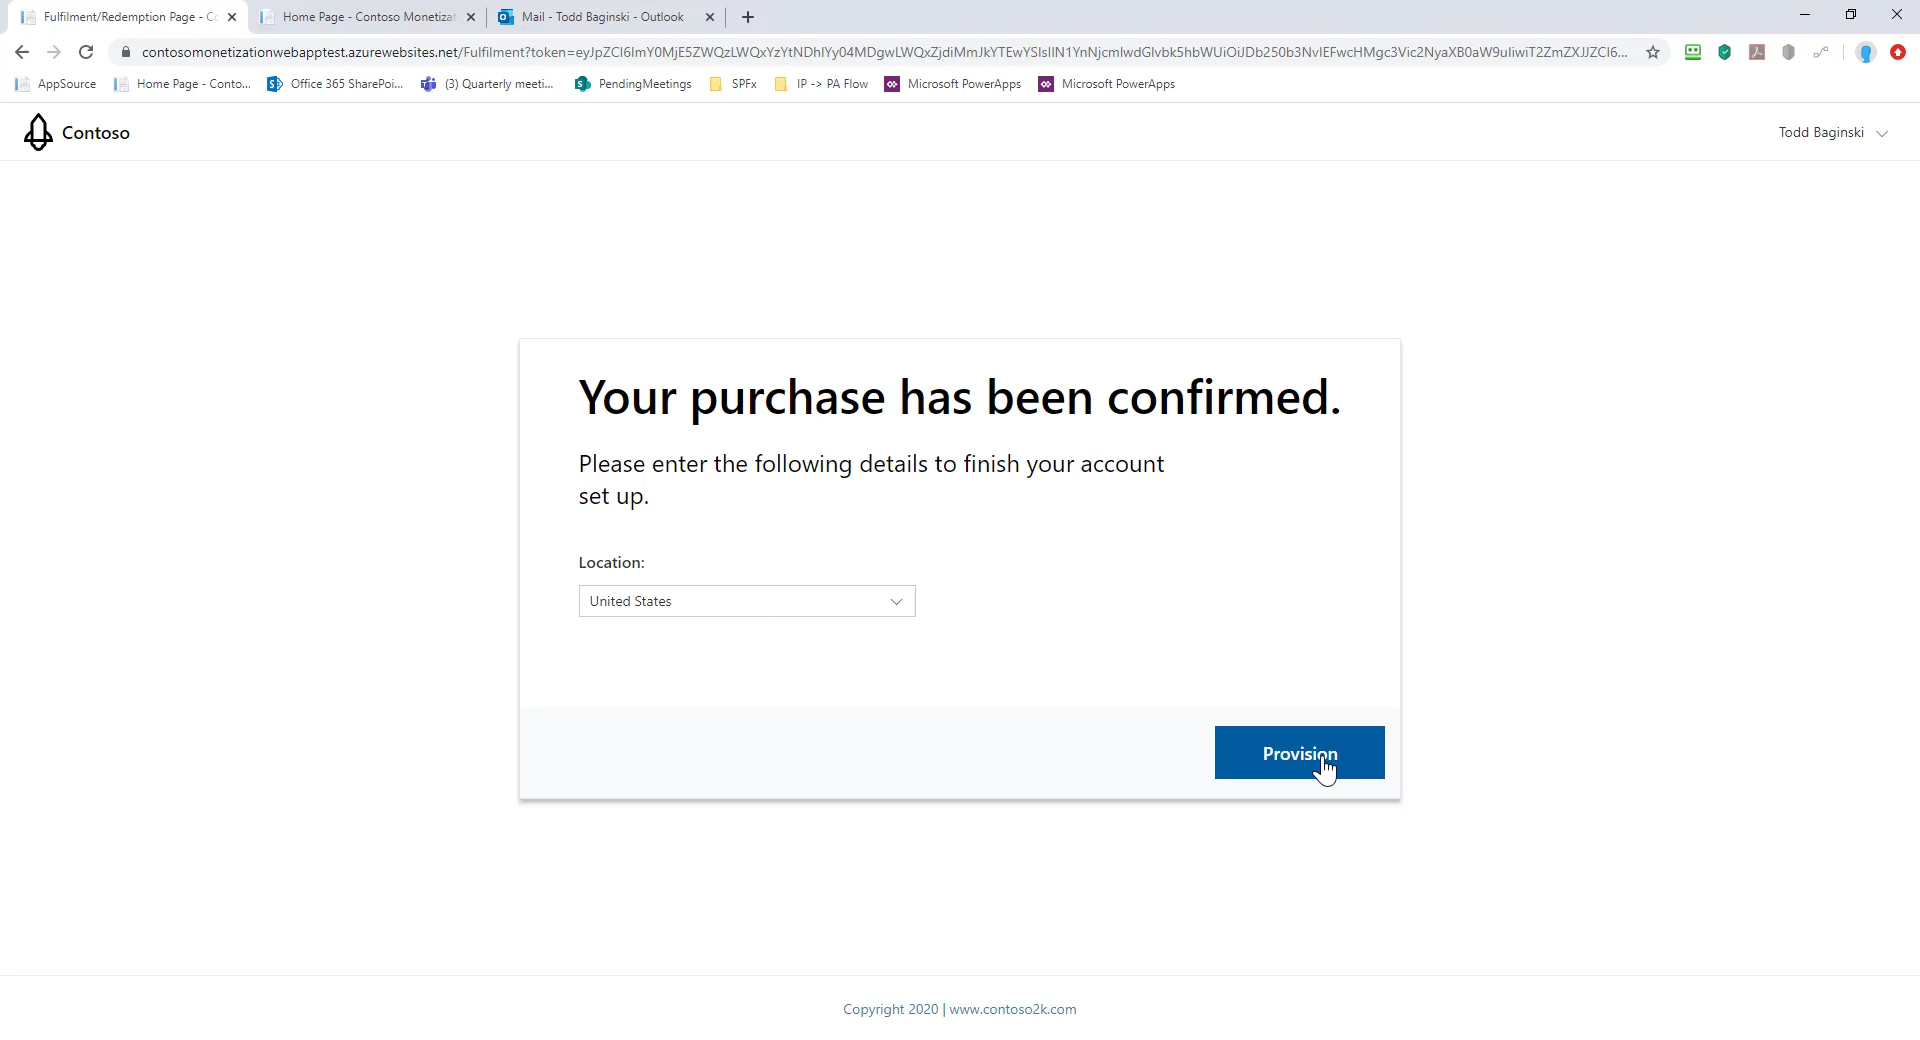 Fulfilment/Redemption Page - Co
Home Page - Contoso Monetizat
Mail - Todd Baginski - Outlook
contosomonetizationwebapptest.azurewebsites.net/Fulfilment?token=
AppSource
Home Page - Conto...
Office 365 SharePoi...
(3) Quarterly meeti...
PendingMeetings
SPFx
IP -> PA Flow
Microsoft PowerApps
Microsoft PowerApps
Contoso
Todd Baginski
Your purchase has been confirmed.
Please enter the following details to finish your account
set up.
Location:
United States
Provision
Copyright 2020 | www.contoso2k.com